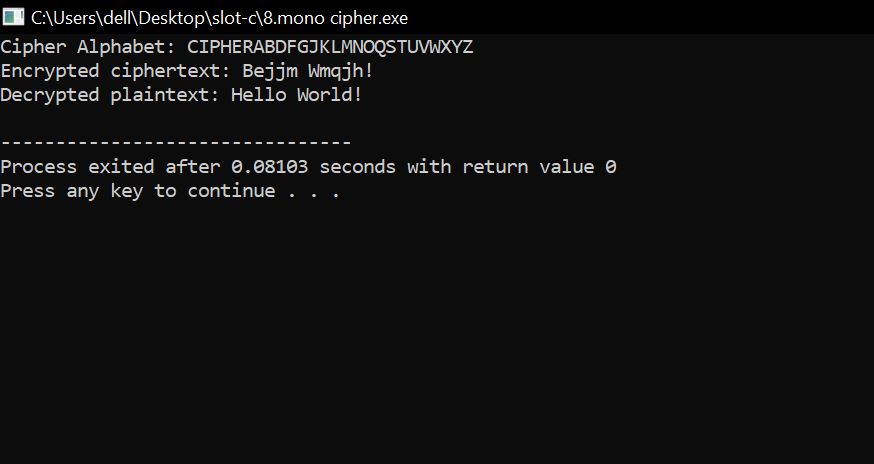 C:\Users\dell\Desktop\slot-c\8.mono cipher.exe
Cipher Alphabet: CIPHERABDFGJKLMNOQSTUVWXYZ
Encrypted ciphertext: Bejjm Wmqjh!
Decrypted plaintext: Hello World!
--------------------------------
Process exited after 0.08103 seconds with return value 0
Press any key to continue . . .